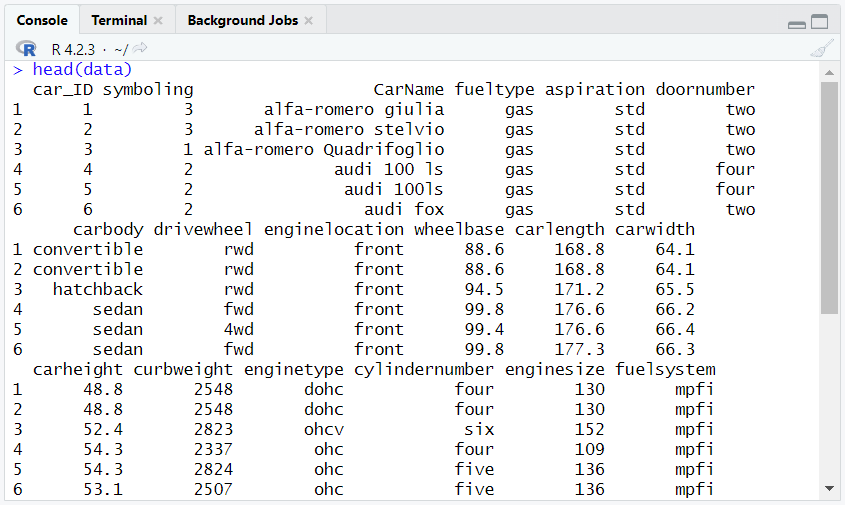 Console Terminal × Background Jobs ×
R R 4.2.3 · ~/
> head(data)
  car_ID symboling                  CarName fueltype aspiration doornumber
1      1         3       alfa-romero giulia      gas        std        two
2      2         3      alfa-romero stelvio      gas        std        two
3      3         1 alfa-romero Quadrifoglio      gas        std        two
4      4         2              audi 100 ls      gas        std       four
5      5         2               audi 100ls      gas        std       four
6      6         2                 audi fox      gas        std        two
      carbody drivewheel enginelocation wheelbase carlength carwidth
1 convertible        rwd          front      88.6     168.8     64.1
2 convertible        rwd          front      88.6     168.8     64.1
3   hatchback        rwd          front      94.5     171.2     65.5
4       sedan        fwd          front      99.8     176.6     66.2
5       sedan        4wd          front      99.4     176.6     66.4
6       sedan        fwd          front      99.8     177.3     66.3
  carheight curbweight enginetype cylindernumber enginesize fuelsystem
1      48.8       2548       dohc           four        130       mpfi
2      48.8       2548       dohc           four        130       mpfi
3      52.4       2823       ohcv            six        152       mpfi
4      54.3       2337        ohc           four        109       mpfi
5      54.3       2824        ohc           five        136       mpfi
6      53.1       2507        ohc           five        136       mpfi